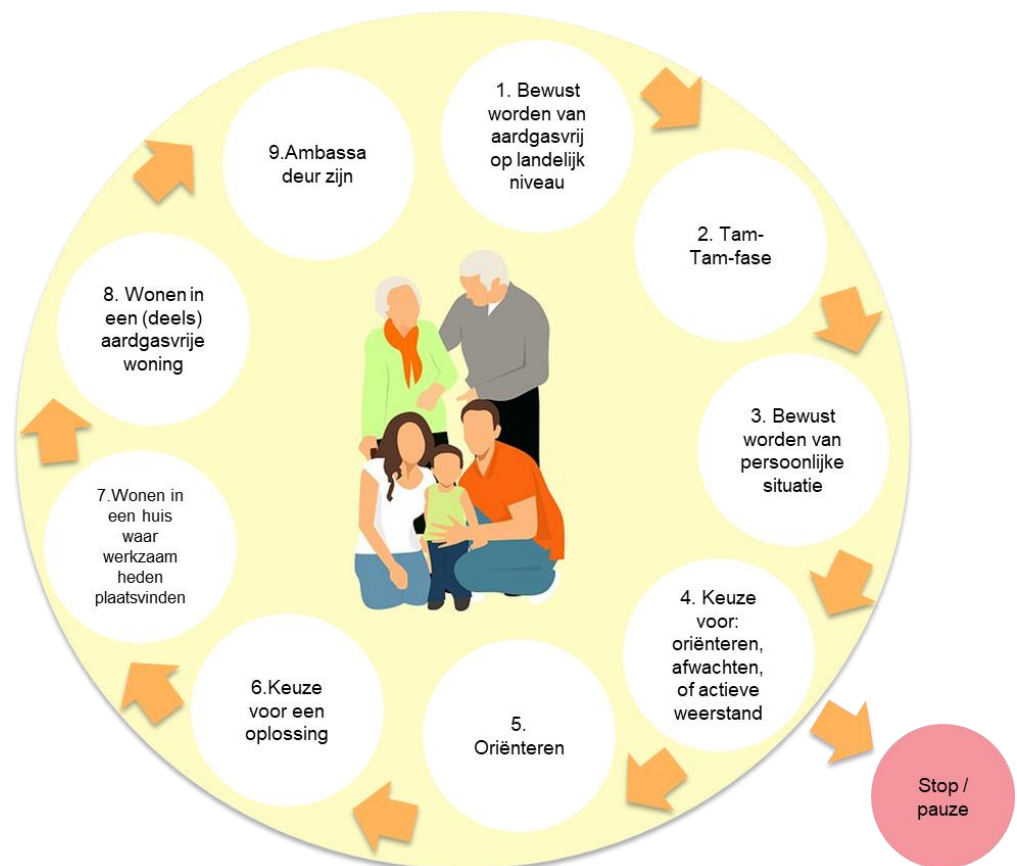 1. Bewust
worden van
aardgasvrij
op landelijk
niveau
2. Tam-
Tam-fase
3. Bewust
worden van
persoonlijke
situatie
4. Keuze
voor:
oriënteren,
afwachten,
of actieve
weerstand
Stop /
pauze
5.
Oriënteren
6.Keuze
voor een
oplossing
7.Wonen in
een huis
waar
werkzaam
heden
plaatsvinden
8. Wonen in
een (deels)
aardgasvrije
woning
9.Ambassa
deur zijn